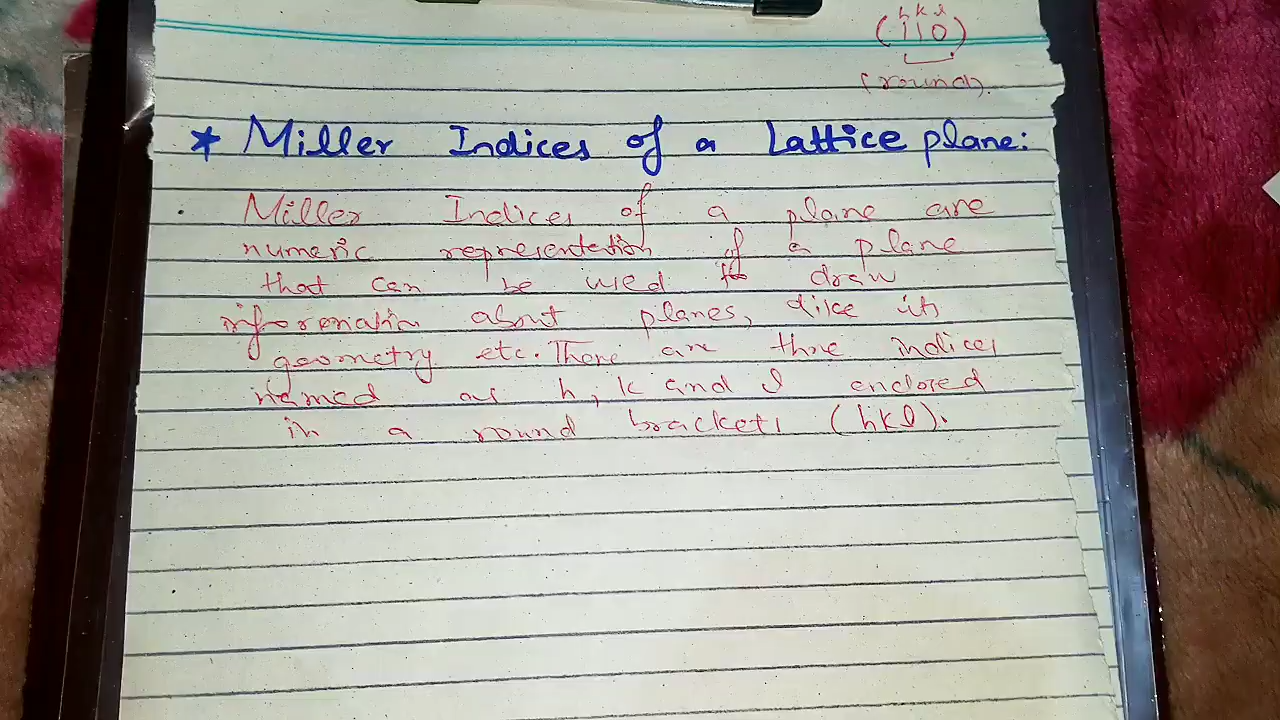 h k l
(110)
(round).
* Miller Indices of a Lattice plane:
. Miller Indices of a plane are
numeric representation of a plane
that can be used to draw
information about planes, like its
geometry etc. There are three indices
named as h, k and l enclosed
in a round brackets (hkl).